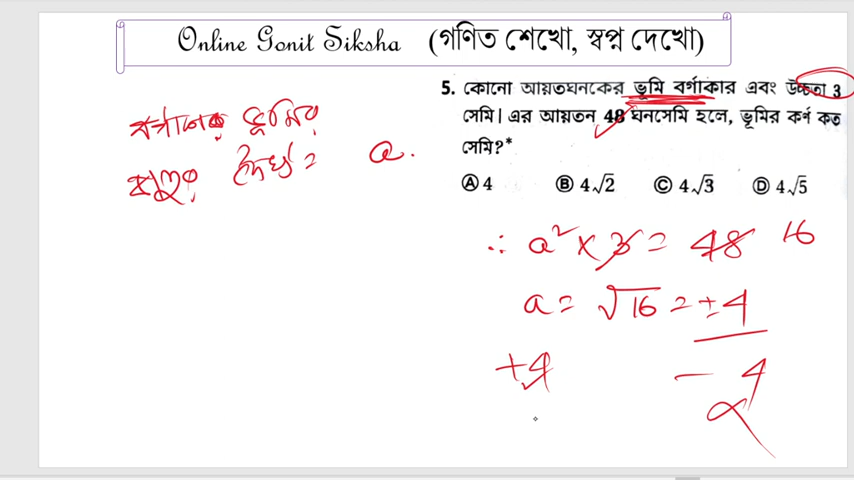 Online Gonit Siksha (গণিত শেখো, স্বপ্ন দেখো)
5. কোনো আয়তঘনকের ভূমি বর্গাকার এবং উচ্চতা 3
সেমি। এর আয়তন 48 ঘনসেমি হলে, ভূমির কর্ণ কত
সেমি?*
Ⓐ 4 Ⓑ 4√2 Ⓒ 4√3 Ⓓ 4√5
বর্গাকার ভূমির
বাহুর দৈর্ঘ্য = a.
∴ a² × 3 = 48 16
a = √16 = ±4
+4 − 4